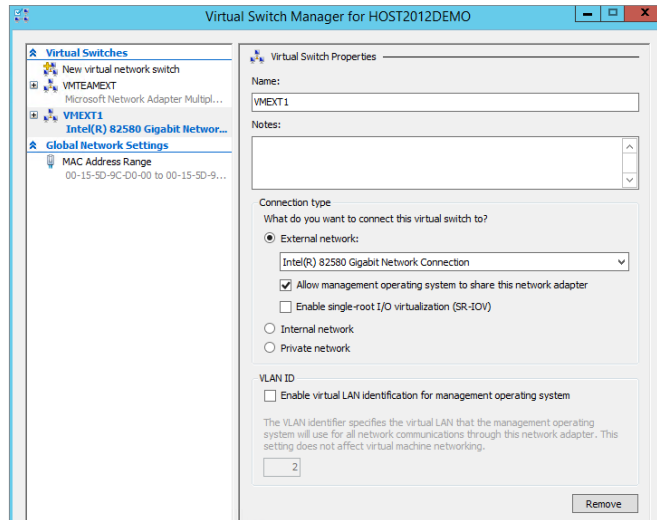 Virtual Switch Manager for HOST2012DEMO
Virtual Switches
New virtual network switch
VMTEAMEXT
Microsoft Network Adapter Multipl...
VMEXT1
Intel(R) 82580 Gigabit Networ...
Global Network Settings
MAC Address Range
00-15-5D-9C-D0-00 to 00-15-5D-9...
Virtual Switch Properties
Name:
VMEXT1
Notes:
Connection type
What do you want to connect this virtual switch to?
External network:
Intel(R) 82580 Gigabit Network Connection
Allow management operating system to share this network adapter
Enable single-root I/O virtualization (SR-IOV)
Internal network
Private network
VLAN ID
Enable virtual LAN identification for management operating system
The VLAN identifier specifies the virtual LAN that the management operating
system will use for all network communications through this network adapter. This
setting does not affect virtual machine networking.
2
Remove